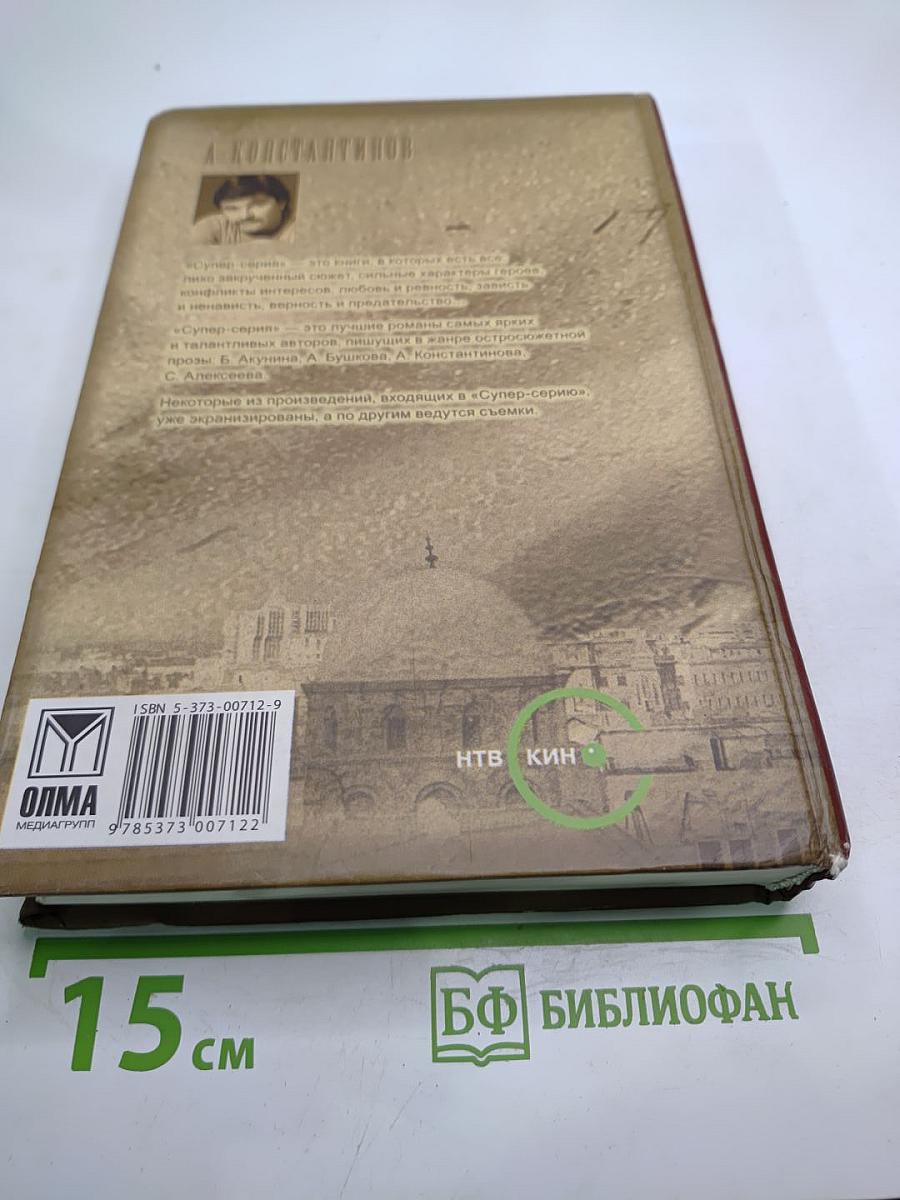 А. КОНСТАНТИНОВ
«Супер-серия» — это книги, в которых есть все:
лихо закрученный сюжет, сильные характеры героев,
конфликты интересов, любовь и ревность, зависть
и ненависть, верность и предательство...
«Супер-серия» — это лучшие романы самых ярких
и талантливых авторов, пишущих в жанре остросюжетной
прозы: Б. Акунина, А. Бушкова, А. Константинова,
С. Алексеева.
Некоторые из произведений, входящих в «Супер-серию»,
уже экранизированы, а по другим ведутся съемки.
ISBN 5-373-00712-9
ОЛМА
МЕДИАГРУПП
9 785373 007122
НТВ КИНО
15 см
БФ БИБЛИОФАН